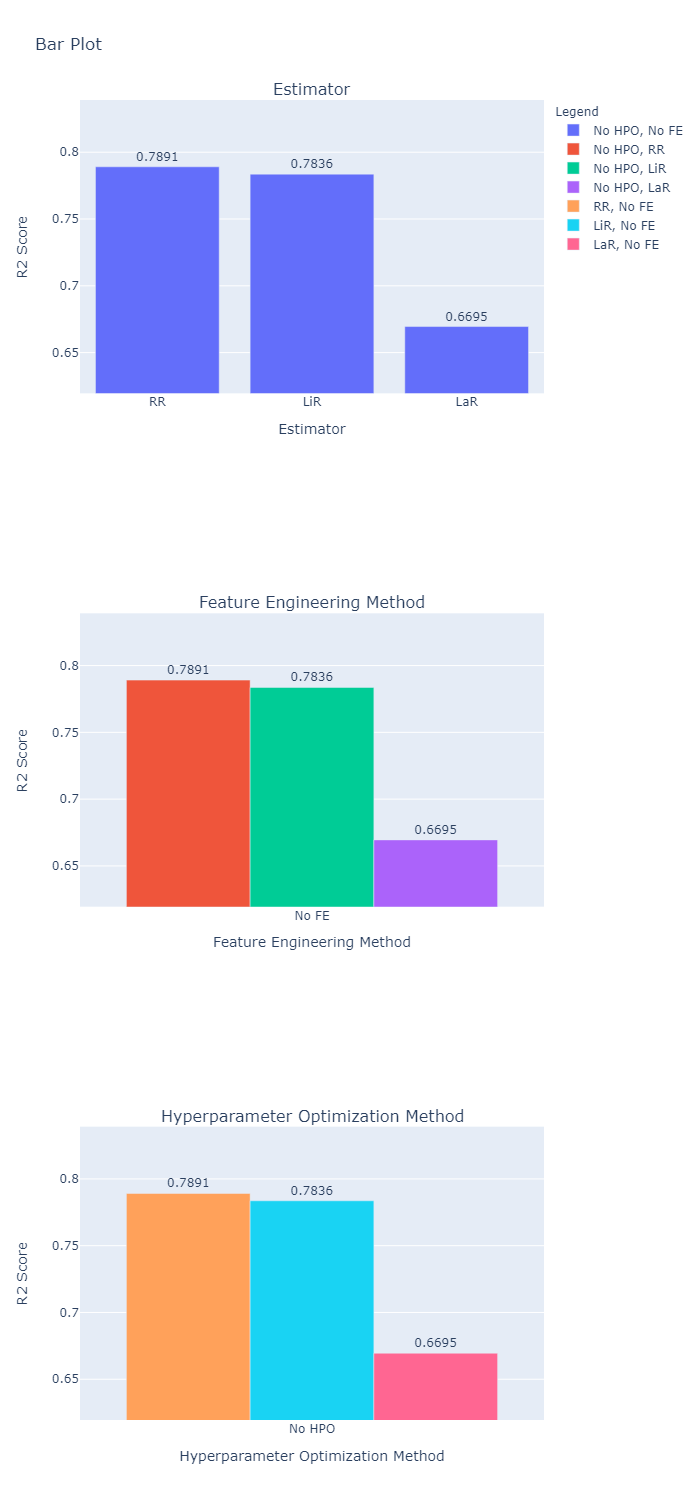 Bar Plot
Estimator
Legend
No HPO, No FE
No HPO, RR
No HPO, LiR
No HPO, LaR
RR, No FE
LiR, No FE
LaR, No FE
R2 Score
0.8
0.75
0.7
0.65
0.7891
0.7836
0.6695
RR
LiR
LaR
Estimator
Feature Engineering Method
R2 Score
0.8
0.75
0.7
0.65
0.7891
0.7836
0.6695
No FE
Feature Engineering Method
Hyperparameter Optimization Method
R2 Score
0.8
0.75
0.7
0.65
0.7891
0.7836
0.6695
No HPO
Hyperparameter Optimization Method